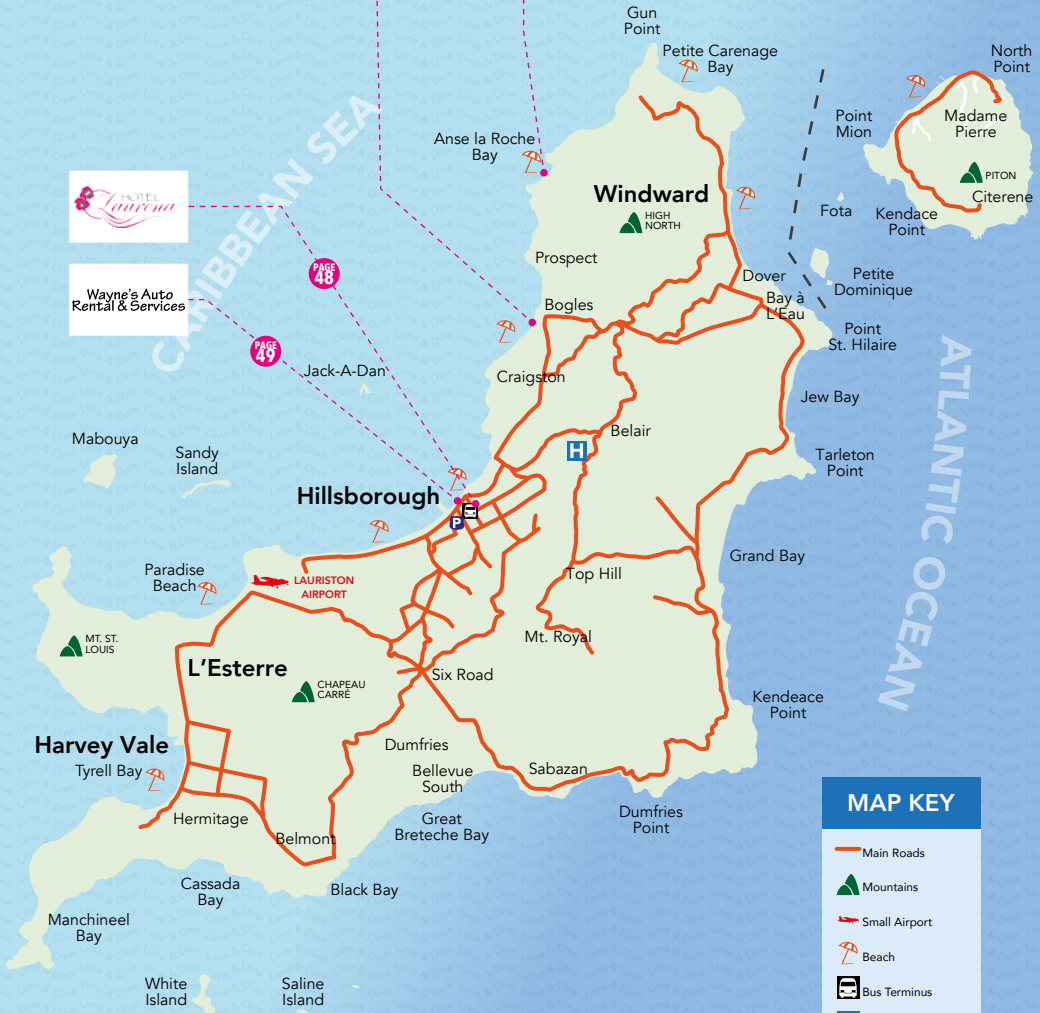 Gun
Point
Petite Carenage
Bay
North
Point
Point
Mion
Madame
Pierre
PITON
Citerene
Kendace
Point
Fota
Anse la Roche
Bay
CARIBBEAN SEA
Windward
HIGH
NORTH
HOTEL
Laurena
PAGE
48
Wayne's Auto
Rental & Services
PAGE
49
Prospect
Dover
Petite
Dominique
Bogles
Bay à
L'Eau
Point
St. Hilaire
Jack-A-Dan
Craigston
Jew Bay
ATLANTIC OCEAN
Mabouya
Sandy
Island
Belair
H
Tarleton
Point
Hillsborough
P
Grand Bay
Paradise
Beach
LAURISTON
AIRPORT
Top Hill
MT. ST.
LOUIS
Mt. Royal
L'Esterre
CHAPEAU
CARRÉ
Six Road
Kendeace
Point
Harvey Vale
Tyrell Bay
Dumfries
Bellevue
South
Sabazan
Hermitage
Belmont
Great
Breteche Bay
Dumfries
Point
Cassada
Bay
Black Bay
Manchineel
Bay
White
Island
Saline
Island
MAP KEY
Main Roads
Mountains
Small Airport
Beach
Bus Terminus